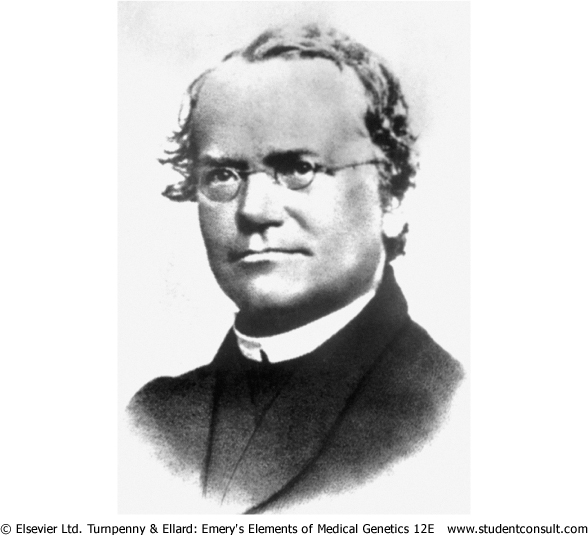 © Elsevier Ltd. Turnpenny & Ellard: Emery's Elements of Medical Genetics 12E www.studentconsult.com